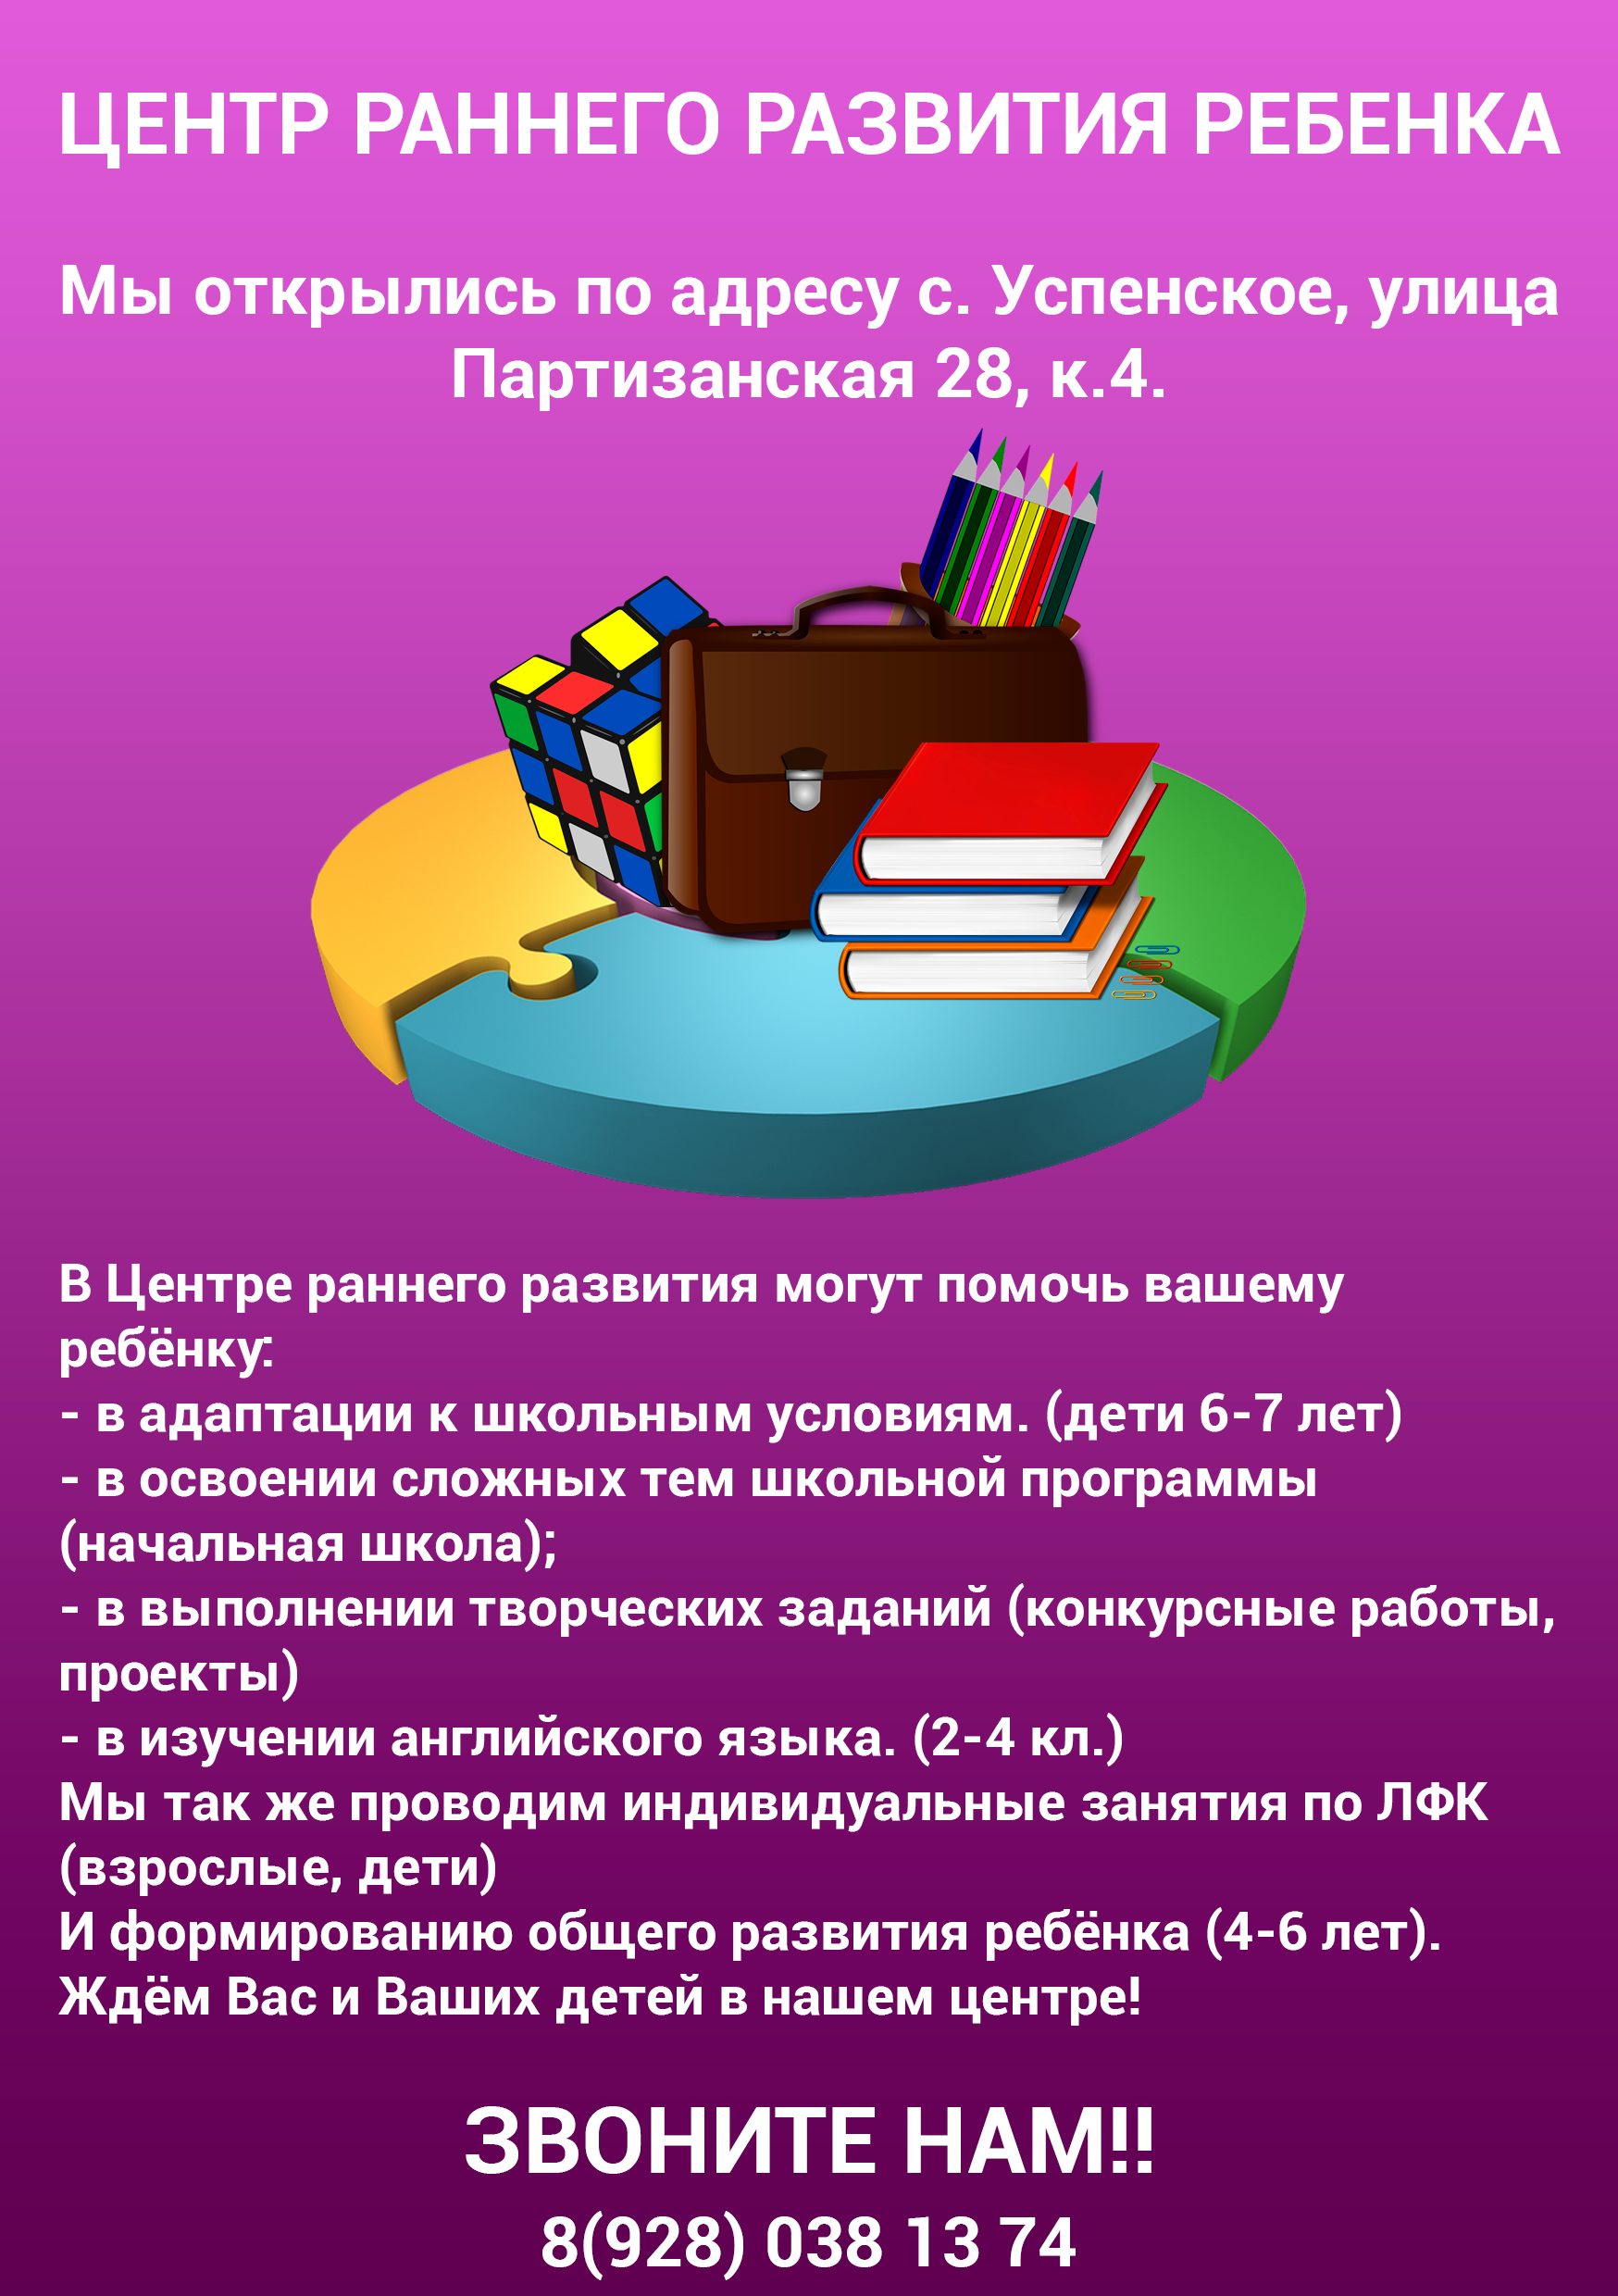 ЦЕНТР РАННЕГО РАЗВИТИЯ РЕБЕНКА
Мы открылись по адресу с. Успенское, улица
Партизанская 28, к.4.
В Центре раннего развития могут помочь вашему
ребёнку:
- в адаптации к школьным условиям. (дети 6-7 лет)
- в освоении сложных тем школьной программы
(начальная школа);
- в выполнении творческих заданий (конкурсные работы,
проекты)
- в изучении английского языка. (2-4 кл.)
Мы так же проводим индивидуальные занятия по ЛФК
(взрослые, дети)
И формированию общего развития ребёнка (4-6 лет).
Ждём Вас и Ваших детей в нашем центре!
ЗВОНИТЕ НАМ!!
8(928) 038 13 74